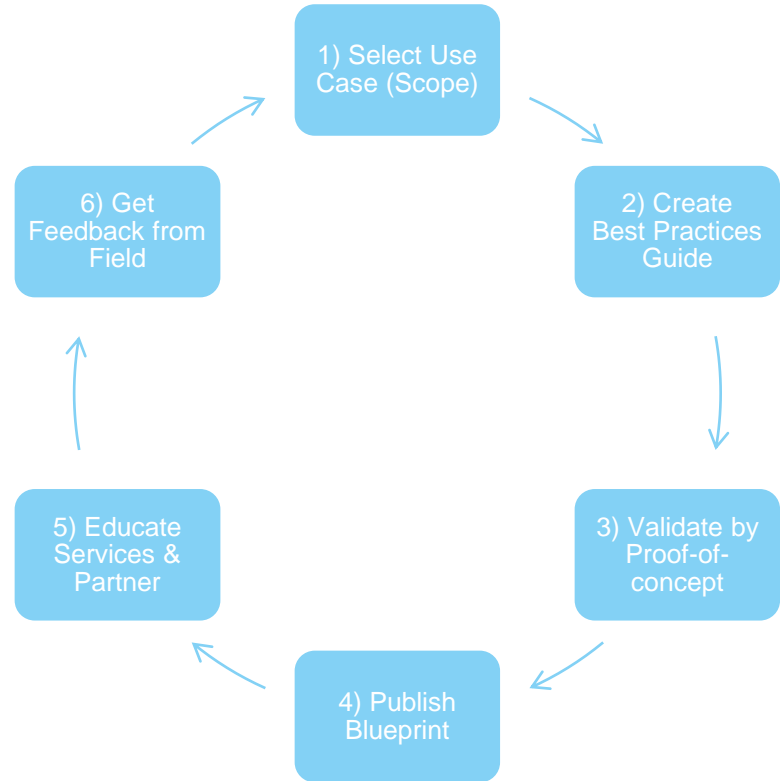 1) Select Use
Case (Scope)
2) Create
Best Practices
Guide
3) Validate by
Proof-of-
concept
4) Publish
Blueprint
5) Educate
Services &
Partner
6) Get
Feedback from
Field